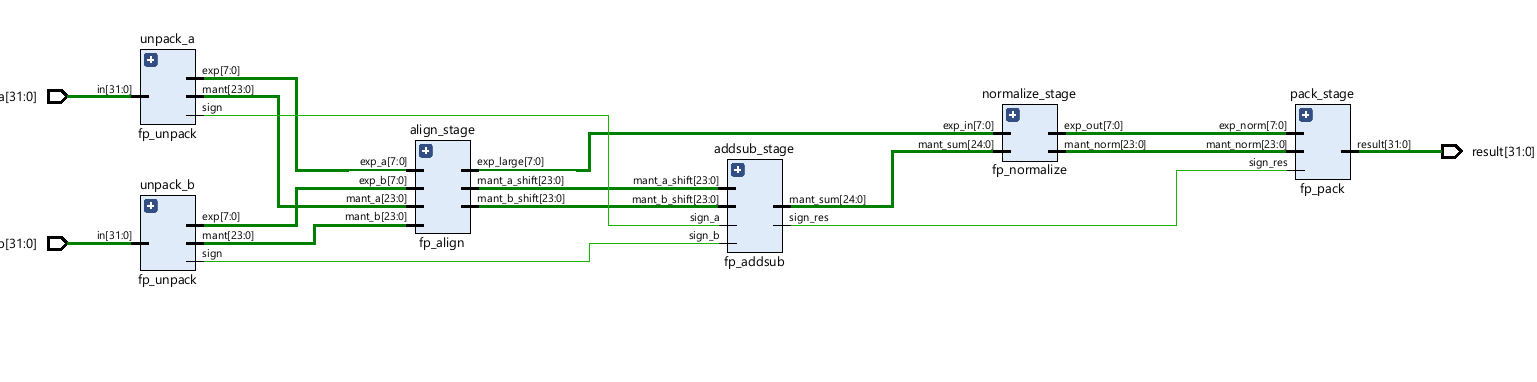 unpack_a
a[31:0]
in[31:0]
exp[7:0]
mant[23:0]
sign
fp_unpack
unpack_b
b[31:0]
in[31:0]
exp[7:0]
mant[23:0]
sign
fp_unpack
align_stage
exp_a[7:0]
exp_b[7:0]
mant_a[23:0]
mant_b[23:0]
exp_large[7:0]
mant_a_shift[23:0]
mant_b_shift[23:0]
fp_align
addsub_stage
mant_a_shift[23:0]
mant_b_shift[23:0]
sign_a
sign_b
mant_sum[24:0]
sign_res
fp_addsub
normalize_stage
exp_in[7:0]
mant_sum[24:0]
exp_out[7:0]
mant_norm[23:0]
fp_normalize
pack_stage
exp_norm[7:0]
mant_norm[23:0]
sign_res
result[31:0]
fp_pack
result[31:0]